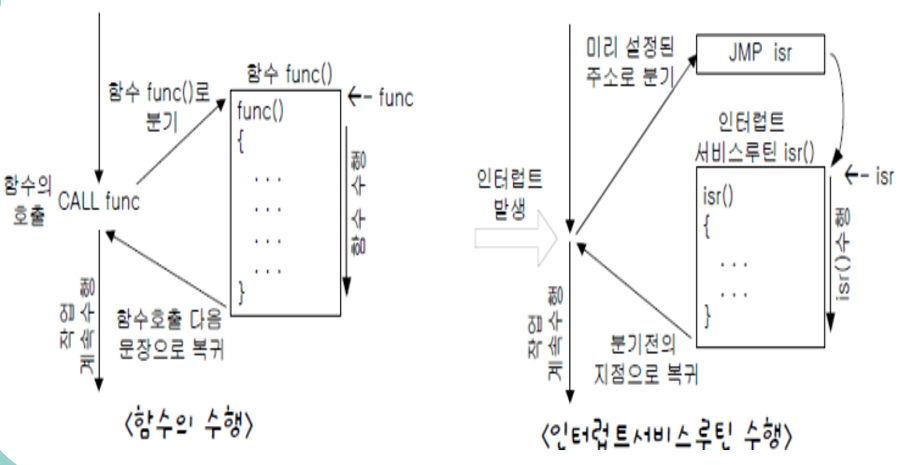 함수 func()로
분기
함수 func()
← func
func()
{
...
...
...
...
}
함수 수행
함수의
호출
CALL func
함수호출 다음
문장으로 복귀
작업
계속수행
<함수의 수행>
미리 설정된
주소로 분기
JMP isr
인터럽트
서비스루틴 isr()
← isr
isr()
{
...
...
}
isr()수행
인터럽트
발생
분기전의
지점으로 복귀
작업
계속수행
<인터럽트서비스루틴 수행>